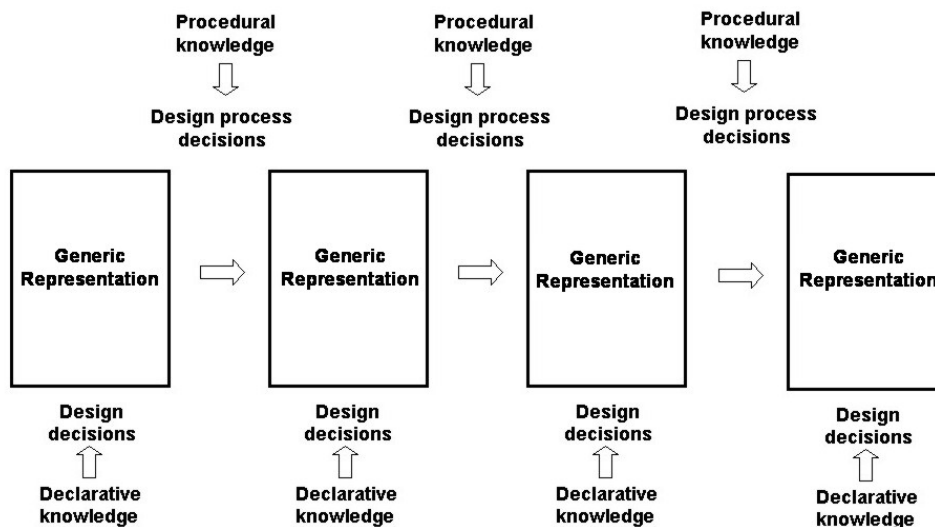 Procedural
knowledge
Procedural
knowledge
Procedural
knowledge
Design process
decisions
Design process
decisions
Design process
decisions
Generic
Representation
Generic
Representation
Generic
Representation
Generic
Representation
Design
decisions
Design
decisions
Design
decisions
Design
decisions
Declarative
knowledge
Declarative
knowledge
Declarative
knowledge
Declarative
knowledge